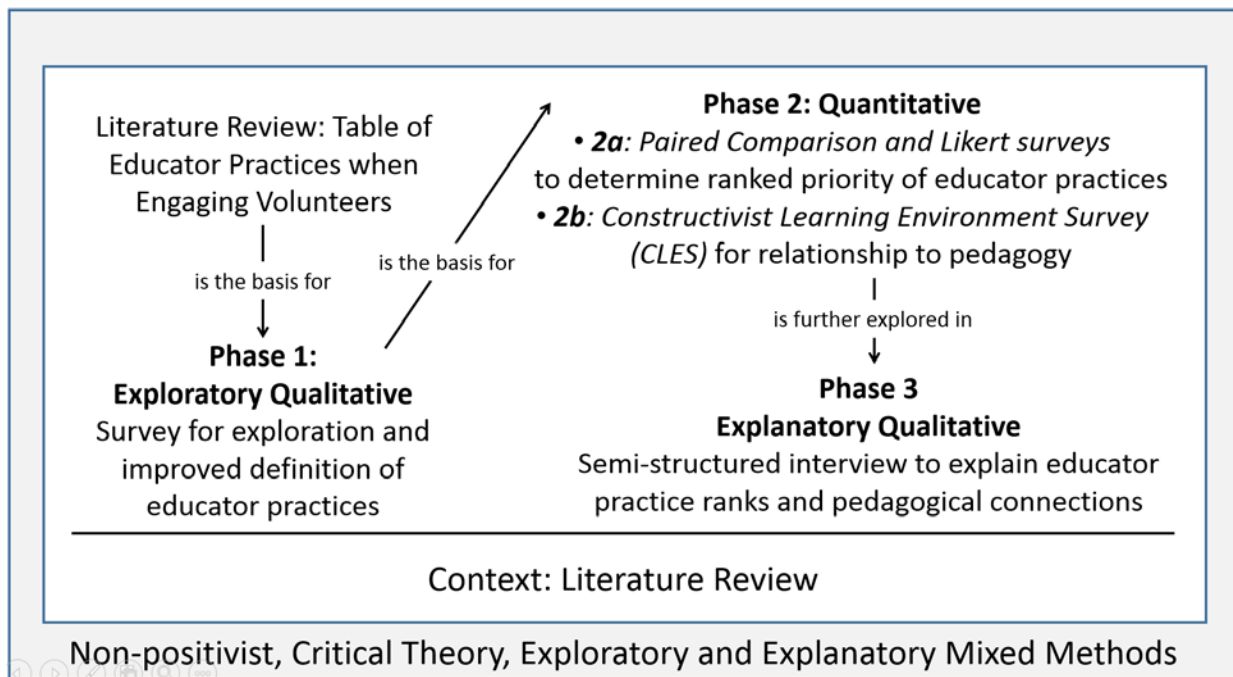 Literature Review: Table of
Educator Practices when
Engaging Volunteers
is the basis for
Phase 1:
Exploratory Qualitative
Survey for exploration and
improved definition of
educator practices
is the basis for
Phase 2: Quantitative
• 2a: Paired Comparison and Likert surveys
to determine ranked priority of educator practices
• 2b: Constructivist Learning Environment Survey
(CLES) for relationship to pedagogy
is further explored in
Phase 3
Explanatory Qualitative
Semi-structured interview to explain educator
practice ranks and pedagogical connections
Context: Literature Review
Non-positivist, Critical Theory, Exploratory and Explanatory Mixed Methods